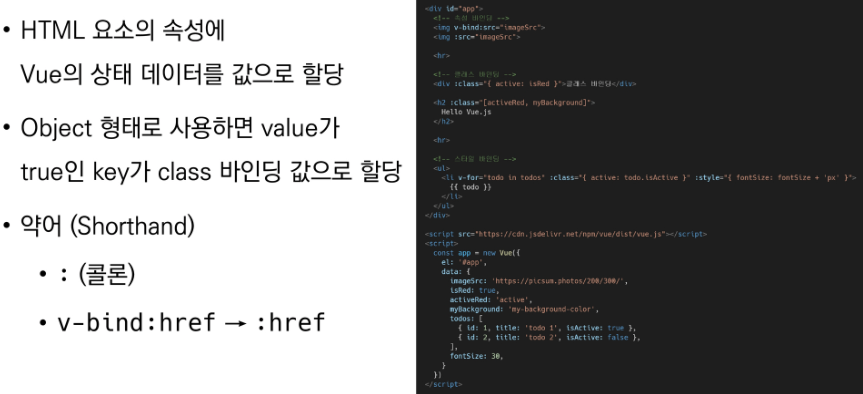 • HTML 요소의 속성에
Vue의 상태 데이터를 값으로 할당
• Object 형태로 사용하면 value가
true인 key가 class 바인딩 값으로 할당
• 약어 (Shorthand)
• : (콜론)
• v-bind:href → :href
<div id="app">
<!-- 속성 바인딩 -->
<img v-bind:src="imageSrc">
<img :src="imageSrc">
<hr>
<!-- 클래스 바인딩 -->
<div :class="{ active: isRed }">클래스 바인딩</div>
<h2 :class="[activeRed, myBackground]">
Hello Vue.js
</h2>
<hr>
<!-- 스타일 바인딩 -->
<ul>
<li v-for="todo in todos" :class="{ active: todo.isActive }" :style="{ fontSize: fontSize + 'px' }">
{{ todo }}
</li>
</ul>
</div>
<script src="https://cdn.jsdelivr.net/npm/vue/dist/vue.js"></script>
<script>
const app = new Vue({
el: '#app',
data: {
imageSrc: 'https://picsum.photos/200/300/',
isRed: true,
activeRed: 'active',
myBackground: 'my-background-color',
todos: [
{ id: 1, title: 'todo 1', isActive: true },
{ id: 2, title: 'todo 2', isActive: false },
],
fontSize: 30,
}
})
</script>